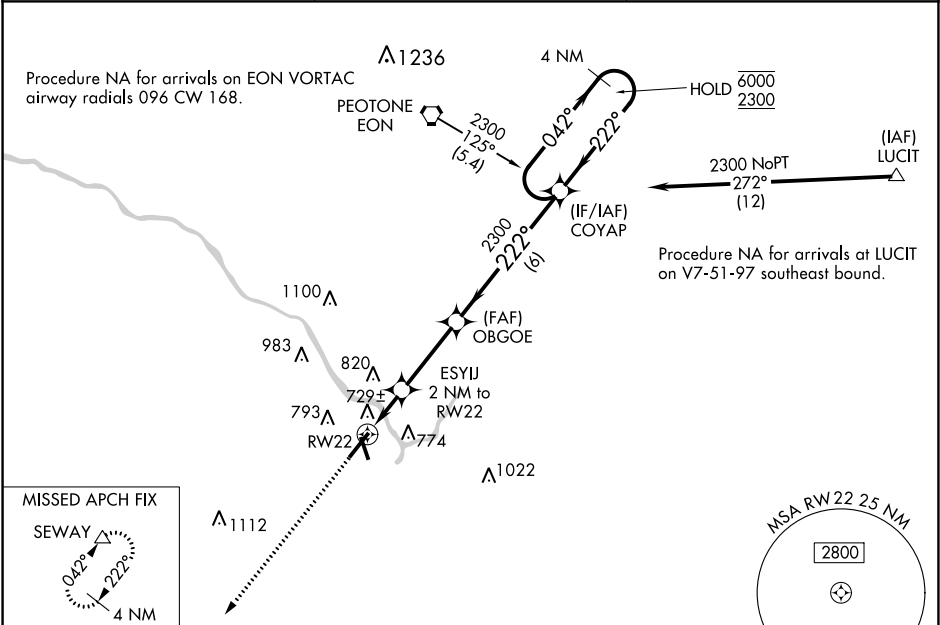 Procedure NA for arrivals on EON VORTAC
airway radials 096 CW 168.
1236
PEOTONE
EON
2300
125°
(5.4)
4 NM
042°
222°
HOLD 6000
2300
(IAF)
LUCIT
2300 NoPT
272°
(12)
(IF/IAF)
COYAP
Procedure NA for arrivals at LUCIT
on V7-51-97 southeast bound.
2300
222°
(6)
(FAF)
OBGOE
1100
983
820
ESYIJ
2 NM to
RW22
729±
793
RW22
774
1022
1112
MISSED APCH FIX
SEWAY
042°
222°
4 NM
MSA RW22 25 NM
2800